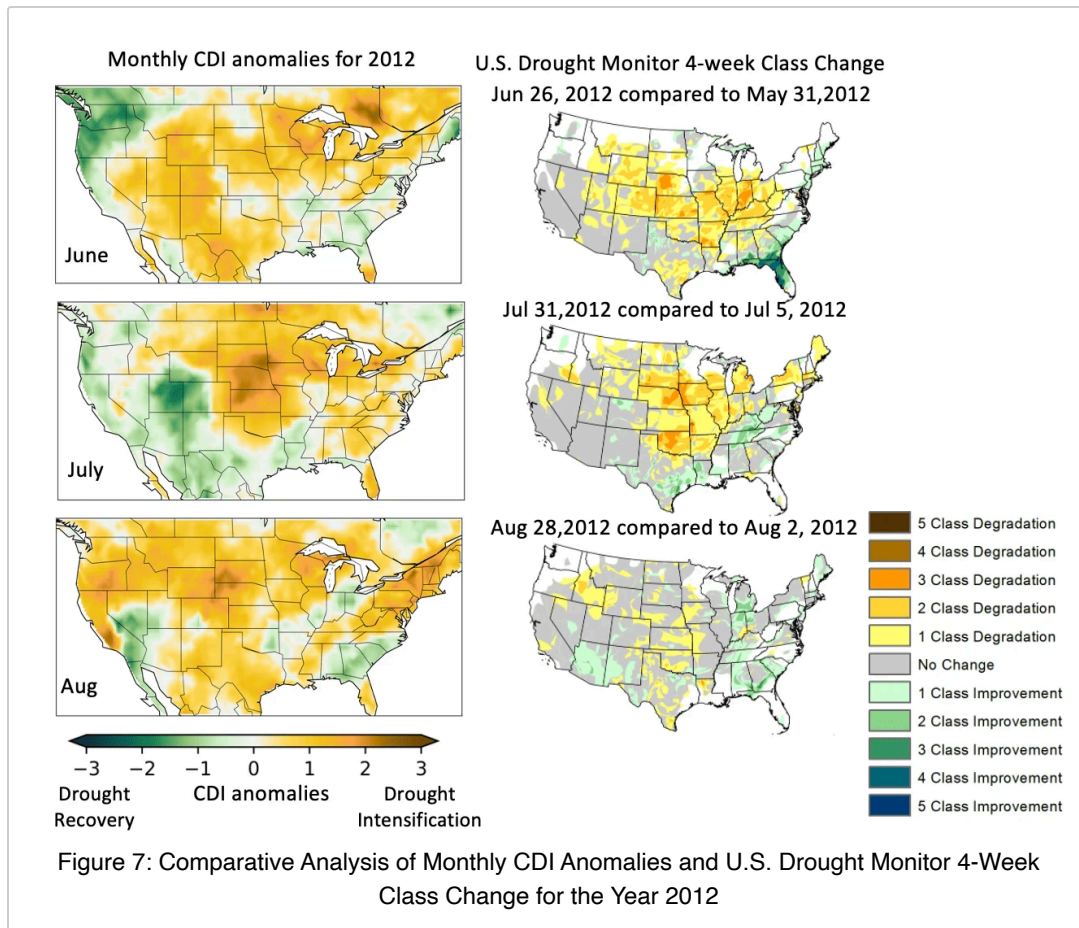 Monthly CDI anomalies for 2012
U.S. Drought Monitor 4-week Class Change
Jun 26, 2012 compared to May 31,2012
June
Jul 31,2012 compared to Jul 5, 2012
July
Aug 28,2012 compared to Aug 2, 2012
Aug
5 Class Degradation
4 Class Degradation
3 Class Degradation
2 Class Degradation
1 Class Degradation
No Change
1 Class Improvement
2 Class Improvement
3 Class Improvement
4 Class Improvement
5 Class Improvement
−3 −2 −1 0 1 2 3
Drought Recovery
CDI anomalies
Drought Intensification
Figure 7: Comparative Analysis of Monthly CDI Anomalies and U.S. Drought Monitor 4-Week
Class Change for the Year 2012